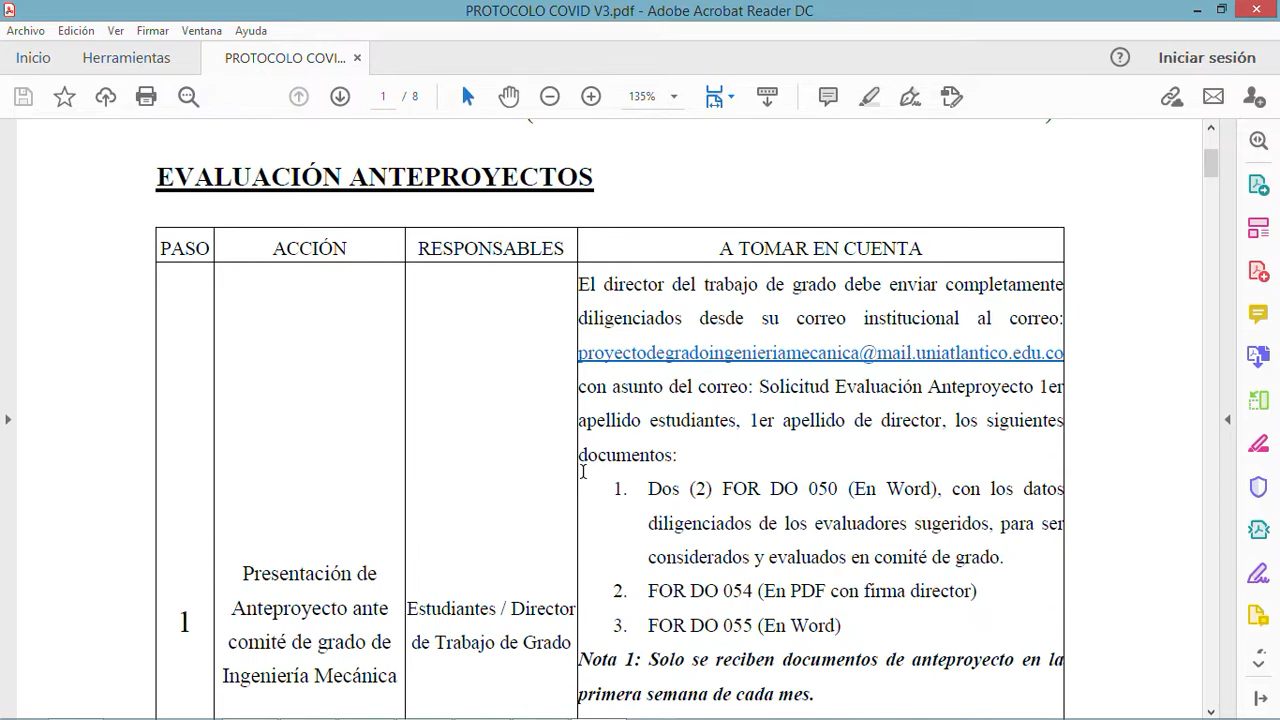 PROTOCOLO COVID V3.pdf - Adobe Acrobat Reader DC
Archivo Edición Ver Firmar Ventana Ayuda
Inicio Herramientas PROTOCOLO COVI... × Iniciar sesión
1 / 8 135%
EVALUACIÓN ANTEPROYECTOS
PASO ACCIÓN RESPONSABLES A TOMAR EN CUENTA
1
Presentación de
Anteproyecto ante
comité de grado de
Ingeniería Mecánica
Estudiantes / Director
de Trabajo de Grado
El director del trabajo de grado debe enviar completamente
diligenciados desde su correo institucional al correo:
proyectodegradoingenieriamecanica@mail.uniatlantico.edu.co
con asunto del correo: Solicitud Evaluación Anteproyecto 1er
apellido estudiantes, 1er apellido de director, los siguientes
documentos:
1. Dos (2) FOR DO 050 (En Word), con los datos
diligenciados de los evaluadores sugeridos, para ser
considerados y evaluados en comité de grado.
2. FOR DO 054 (En PDF con firma director)
3. FOR DO 055 (En Word)
Nota 1: Solo se reciben documentos de anteproyecto en la
primera semana de cada mes.